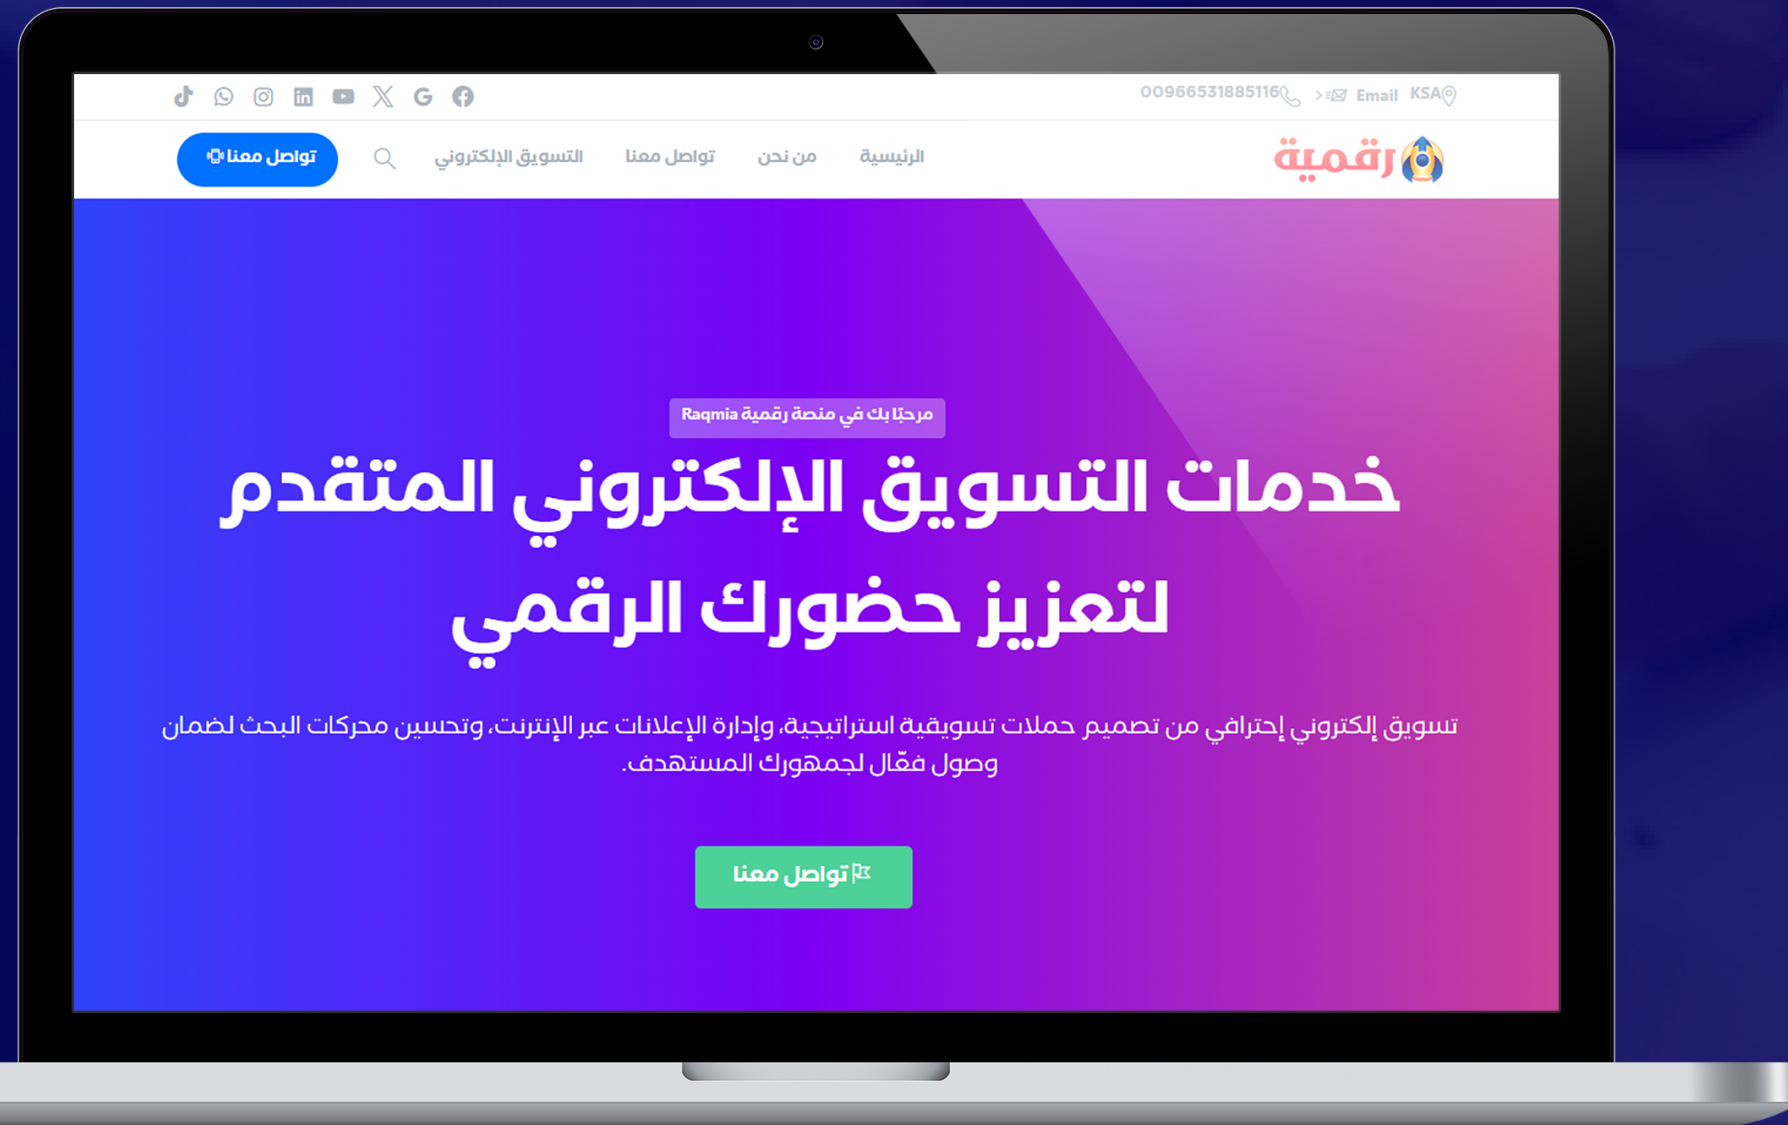 KSA Email 00966531885116
رقمية
الرئيسية من نحن تواصل معنا التسويق الإلكتروني تواصل معنا
مرحبًا بك في منصة رقمية Raqmia
خدمات التسويق الإلكتروني المتقدم
لتعزيز حضورك الرقمي
تسويق إلكتروني إحترافي من تصميم حملات تسويقية استراتيجية، وإدارة الإعلانات عبر الإنترنت، وتحسين محركات البحث لضمان
وصول فعّال لجمهورك المستهدف.
تواصل معنا